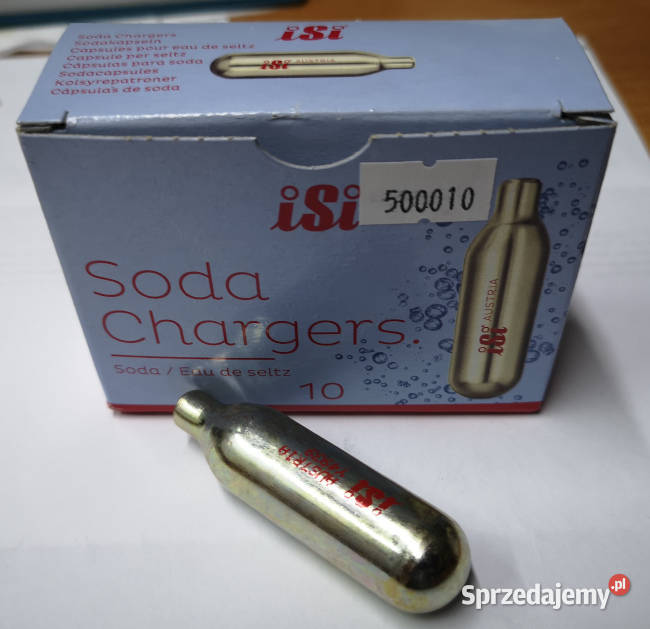 Soda Chargers
Sodakapseln
Capsules pour eau de seltz
Capsule per seltz
Cápsulas para soda
Sodacapsules
Kolsyrepatroner
Cápsulas de soda
iSi
iSi AUSTRIA
iSi
500010
Soda
Chargers.
Soda / Eau de seltz
10
iSi AUSTRIA
iSi
AUSTRIA
Sprzedajemy.pl